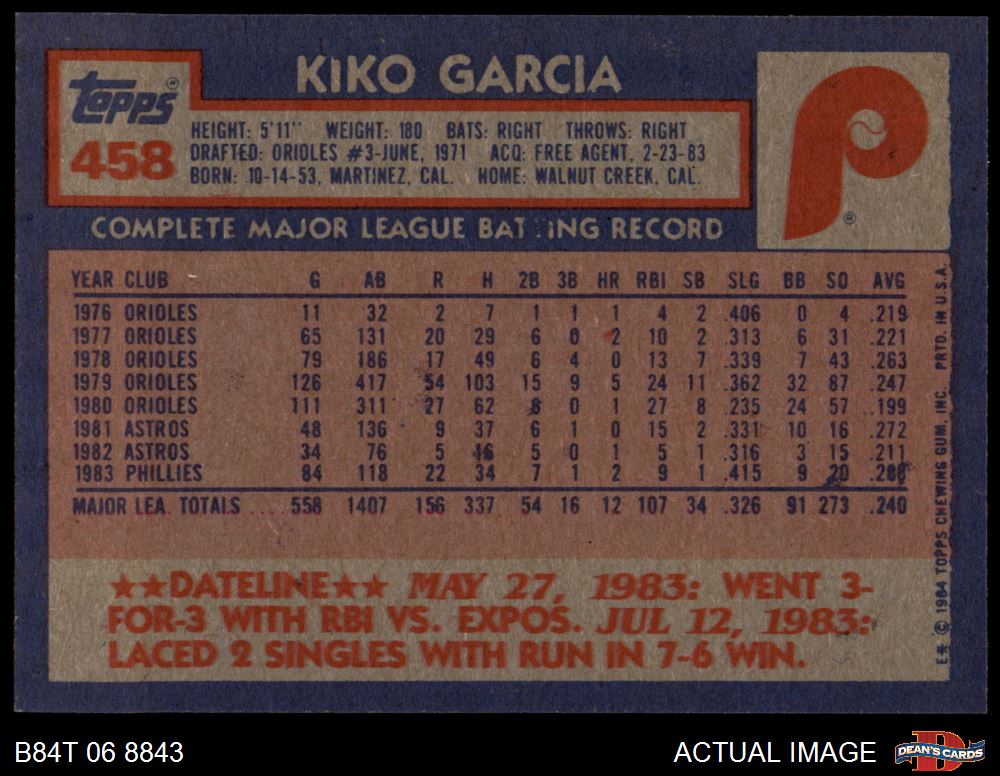 KIKO GARCIA
Topps®
458
HEIGHT: 5'11" WEIGHT: 180 BATS: RIGHT THROWS: RIGHT
DRAFTED: ORIOLES #3-JUNE, 1971 ACQ: FREE AGENT, 2-23-83
BORN: 10-14-53, MARTINEZ, CAL. HOME: WALNUT CREEK, CAL.
P
®
COMPLETE MAJOR LEAGUE BATTING RECORD
YEAR CLUB G AB R H 2B 3B HR RBI SB SLG BB SO AVG
1976 ORIOLES 11 32 2 7 1 1 1 4 2 .406 0 4 .219
1977 ORIOLES 65 131 20 29 6 0 2 10 2 .313 6 31 .221
1978 ORIOLES 79 186 17 49 6 4 0 13 7 .339 7 43 .263
1979 ORIOLES 126 417 54 103 15 9 5 24 11 .362 32 87 .247
1980 ORIOLES 111 311 27 62 8 0 1 27 8 .235 24 57 .199
1981 ASTROS 48 136 9 37 6 1 0 15 2 .331 10 16 .272
1982 ASTROS 34 76 5 16 5 0 1 5 1 .316 3 15 .211
1983 PHILLIES 84 118 22 34 7 1 2 9 1 .415 9 20 .288
MAJOR LEA. TOTALS 558 1407 156 337 54 16 12 107 34 .326 91 273 .240
★★DATELINE★★ MAY 27, 1983: WENT 3-
FOR-3 WITH RBI VS. EXPOS. JUL 12, 1983:
LACED 2 SINGLES WITH RUN IN 7-6 WIN.
E✱ © 1984 TOPPS CHEWING GUM, INC. PRTD. IN U.S.A.
B84T 06 8843
ACTUAL IMAGE
DEAN'S CARDS